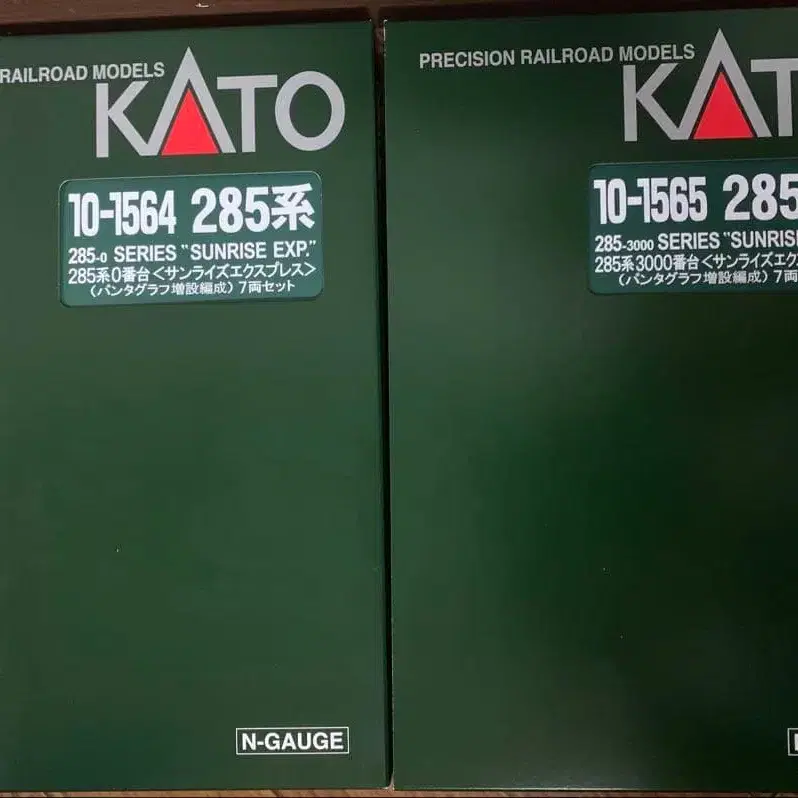 RAILROAD MODELS
KATO
10-1564 285系
285-0 SERIES "SUNRISE EXP."
285系0番台<サンライズエクスプレス>
(パンタグラフ増設編成) 7両セット
N-GAUGE
PRECISION RAILROAD MODELS
KAT
10-1565 285
285-3000 SERIES "SUNRIS
285系3000番台<サンライズエク
(パンタグラフ増設編成) 7両